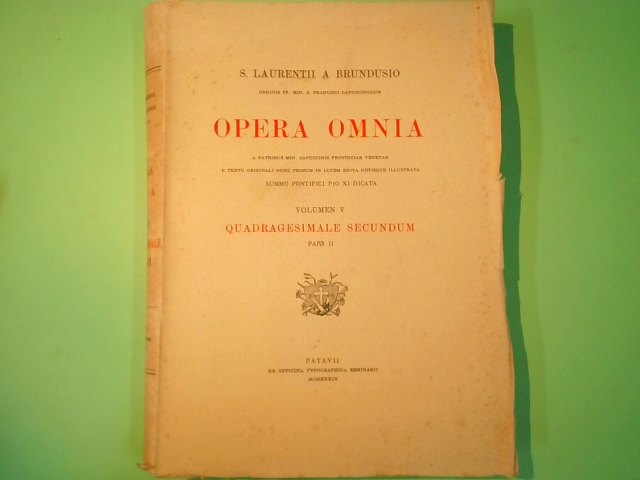 S. LAURENTII A BRUNDUSIO
ORDINIS FF. MIN. S. FRANCISCI CAPUCCINORUM
OPERA OMNIA
A PATRIBUS MIN. CAPUCCINIS PROVINCIAE VENETAE
E TEXTU ORIGINALI NUNC PRIMUM IN LUCEM EDITA NOTISQUE ILLUSTRATA
SUMMO PONTIFICI PIO XI DICATA
VOLUMEN V
QUADRAGESIMALE SECUNDUM
PARS II
PATAVII
EX OFFICINA TYPOGRAPHICA SEMINARII